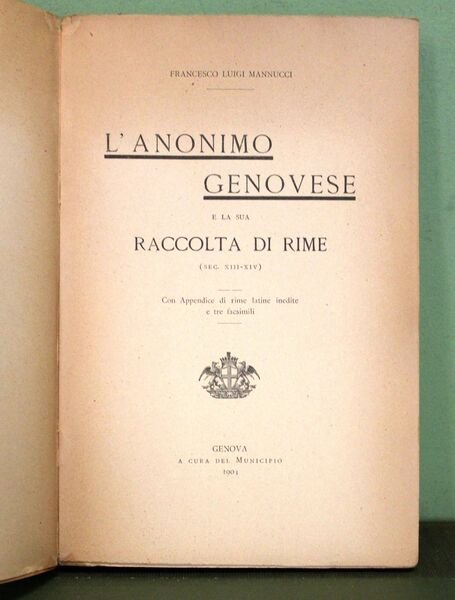 FRANCESCO LUIGI MANNUCCI
L'ANONIMO
GENOVESE
E LA SUA
RACCOLTA DI RIME
(SEC. XIII-XIV)
Con Appendice di rime latine inedite
e tre facsimili
GENOVA
A CURA DEL MUNICIPIO
1904